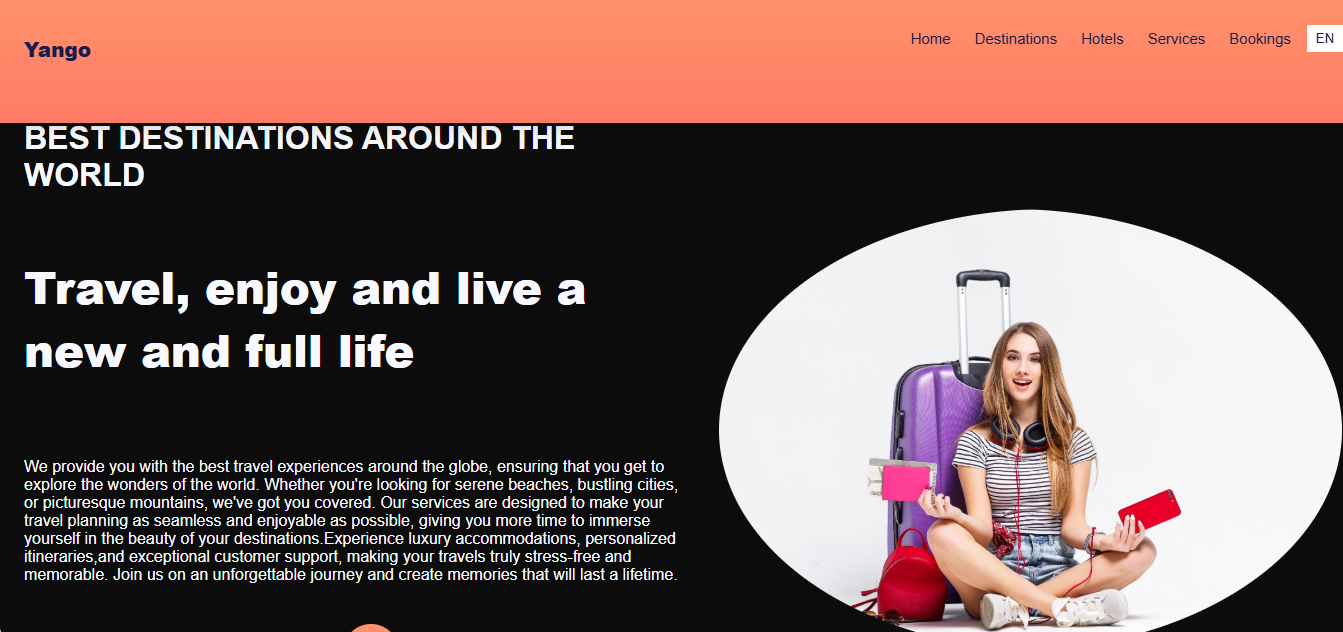 Yango
Home Destinations Hotels Services Bookings EN
BEST DESTINATIONS AROUND THE
WORLD
Travel, enjoy and live a
new and full life
We provide you with the best travel experiences around the globe, ensuring that you get to
explore the wonders of the world. Whether you're looking for serene beaches, bustling cities,
or picturesque mountains, we've got you covered. Our services are designed to make your
travel planning as seamless and enjoyable as possible, giving you more time to immerse
yourself in the beauty of your destinations.Experience luxury accommodations, personalized
itineraries,and exceptional customer support, making your travels truly stress-free and
memorable. Join us on an unforgettable journey and create memories that will last a lifetime.